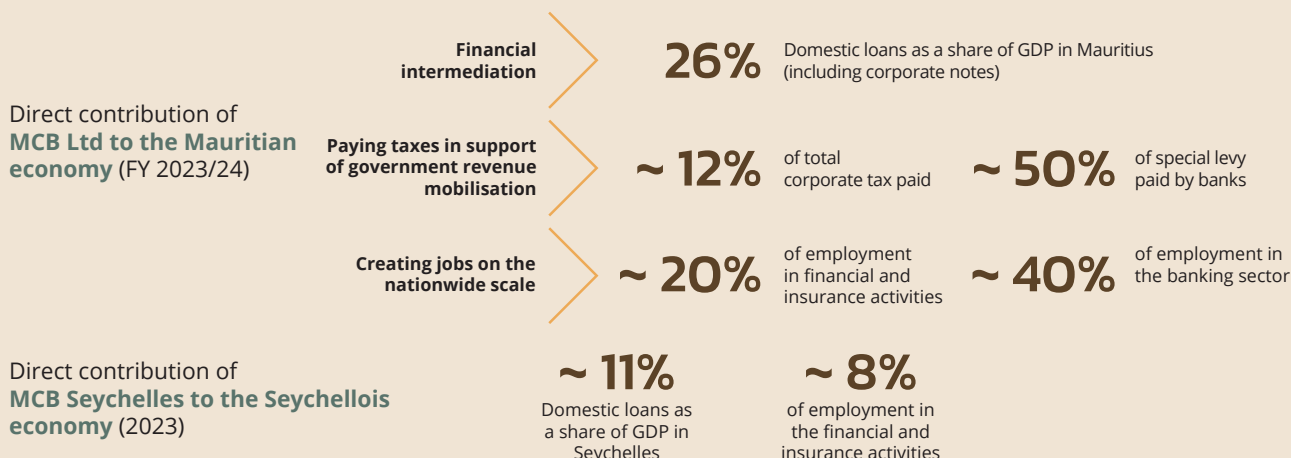 Direct contribution of
MCB Ltd to the Mauritian
economy (FY 2023/24)
Financial
intermediation
26%
Domestic loans as a share of GDP in Mauritius
(including corporate notes)
Paying taxes in support
of government revenue
mobilisation
~ 12%
of total
corporate tax paid
~ 50%
of special levy
paid by banks
Creating jobs on the
nationwide scale
~ 20%
of employment
in financial and
insurance activities
~ 40%
of employment in
the banking sector
Direct contribution of
MCB Seychelles to the Seychellois
economy (2023)
~ 11%
Domestic loans as
a share of GDP in
Seychelles
~ 8%
of employment in
the financial and
insurance activities